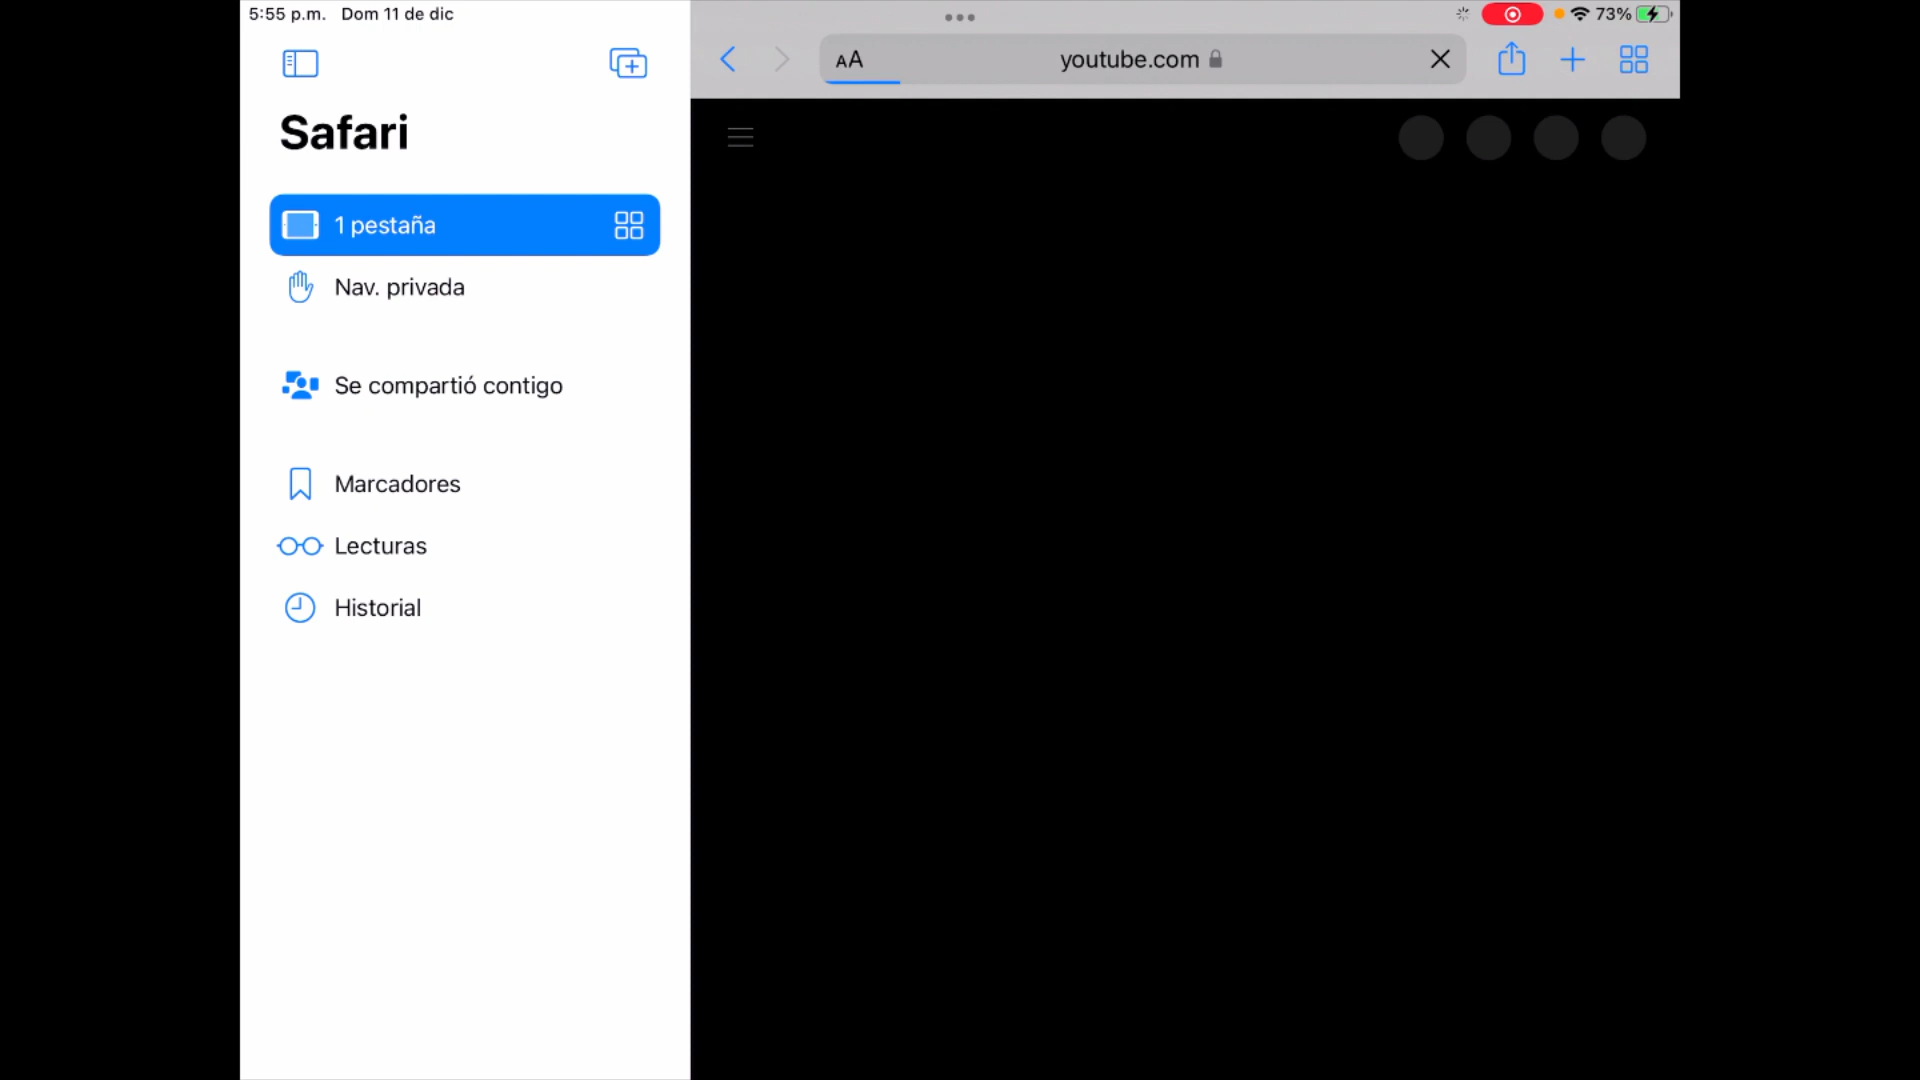 5:55 p.m. Dom 11 de dic
73%
AA youtube.com
Safari
1 pestaña
Nav. privada
Se compartió contigo
Marcadores
Lecturas
Historial